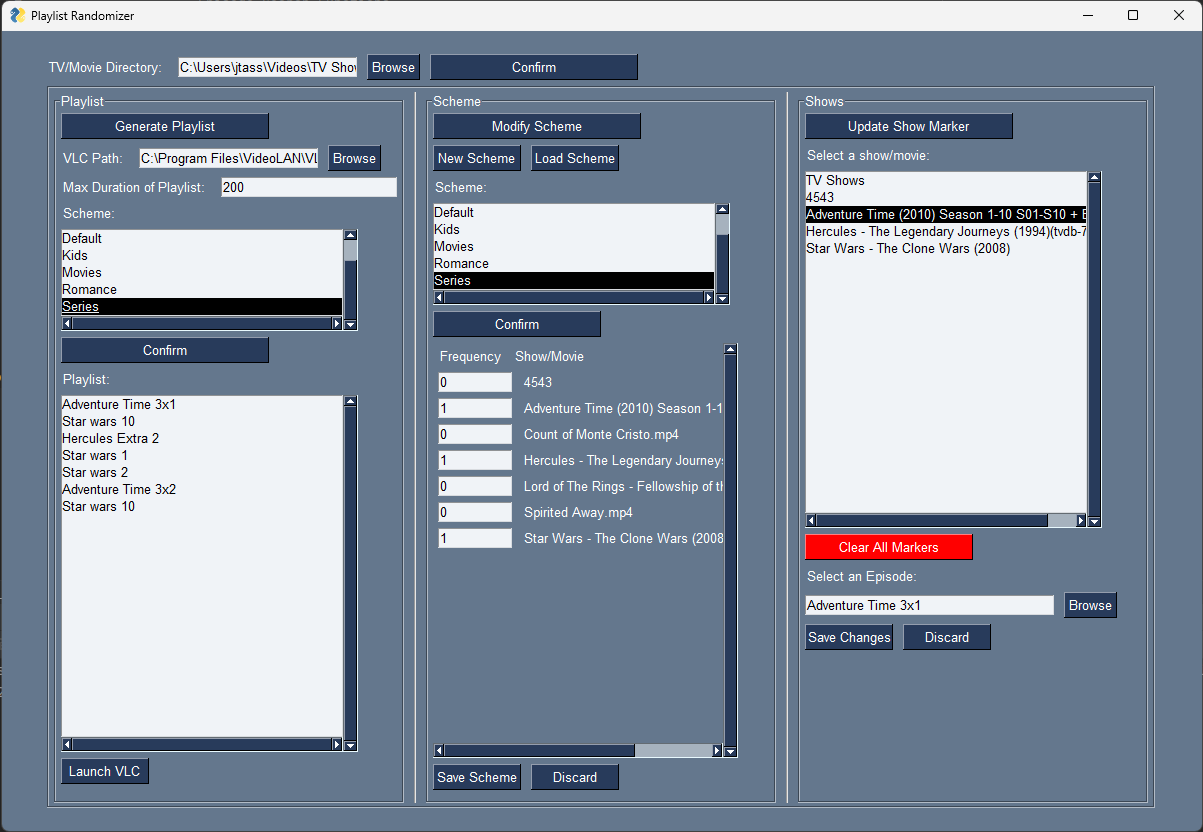 Playlist Randomizer
TV/Movie Directory: C:\Users\jtass\Videos\TV Sho Browse Confirm
Playlist
Generate Playlist
VLC Path: C:\Program Files\VideoLAN\VL Browse
Max Duration of Playlist: 200
Scheme:
Default
Kids
Movies
Romance
Series
Confirm
Playlist:
Adventure Time 3x1
Star wars 10
Hercules Extra 2
Star wars 1
Star wars 2
Adventure Time 3x2
Star wars 10
Launch VLC
Scheme
Modify Scheme
New Scheme Load Scheme
Scheme:
Default
Kids
Movies
Romance
Series
Confirm
Frequency Show/Movie
0 4543
1 Adventure Time (2010) Season 1-1
0 Count of Monte Cristo.mp4
1 Hercules - The Legendary Journeys
0 Lord of The Rings - Fellowship of th
0 Spirited Away.mp4
1 Star Wars - The Clone Wars (2008
Save Scheme Discard
Shows
Update Show Marker
Select a show/movie:
TV Shows
4543
Adventure Time (2010) Season 1-10 S01-S10 + E
Hercules - The Legendary Journeys (1994)(tvdb-7
Star Wars - The Clone Wars (2008)
Clear All Markers
Select an Episode:
Adventure Time 3x1 Browse
Save Changes Discard